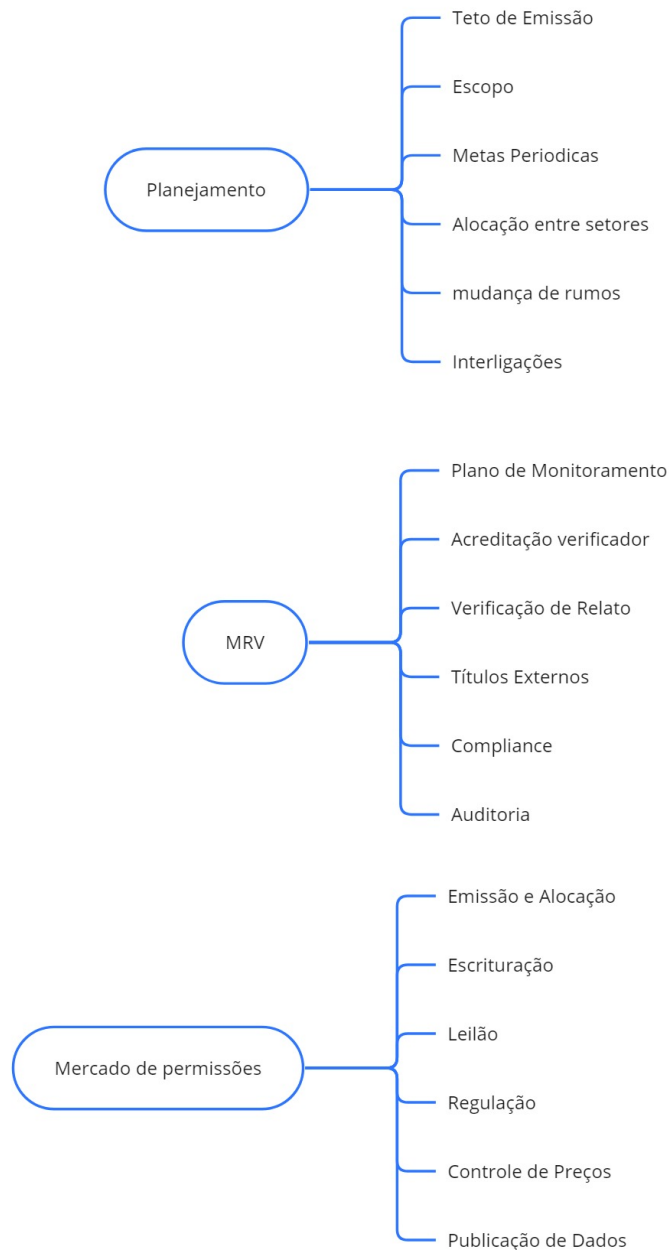 Planejamento
Teto de Emissão
Escopo
Metas Periodicas
Alocação entre setores
mudança de rumos
Interligações
MRV
Plano de Monitoramento
Acreditação verificador
Verificação de Relato
Títulos Externos
Compliance
Auditoria
Mercado de permissões
Emissão e Alocação
Escrituração
Leilão
Regulação
Controle de Preços
Publicação de Dados